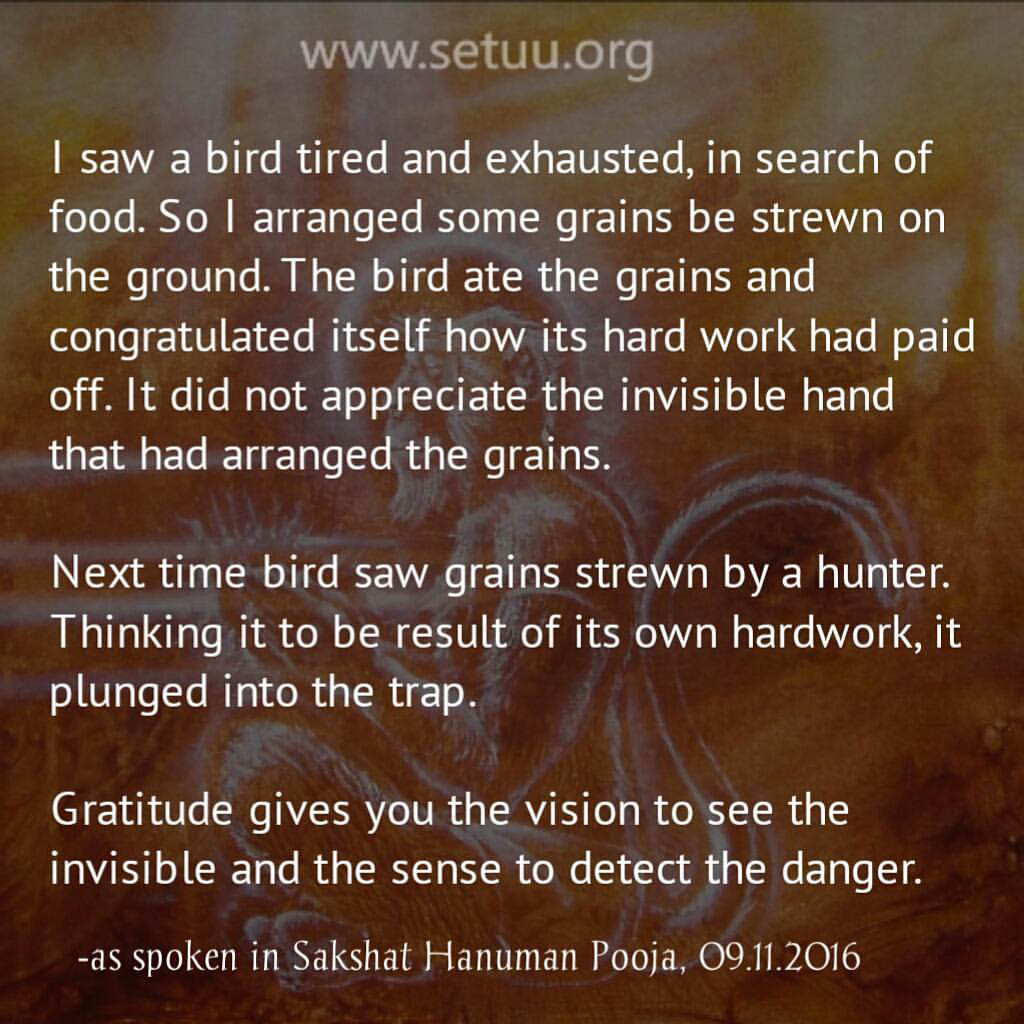 www.setuu.org
I saw a bird tired and exhausted, in search of
food. So I arranged some grains be strewn on
the ground. The bird ate the grains and
congratulated itself how its hard work had paid
off. It did not appreciate the invisible hand
that had arranged the grains.
Next time bird saw grains strewn by a hunter.
Thinking it to be result of its own hardwork, it
plunged into the trap.
Gratitude gives you the vision to see the
invisible and the sense to detect the danger.
-as spoken in Sakshat Hanuman Pooja, 09.11.2016